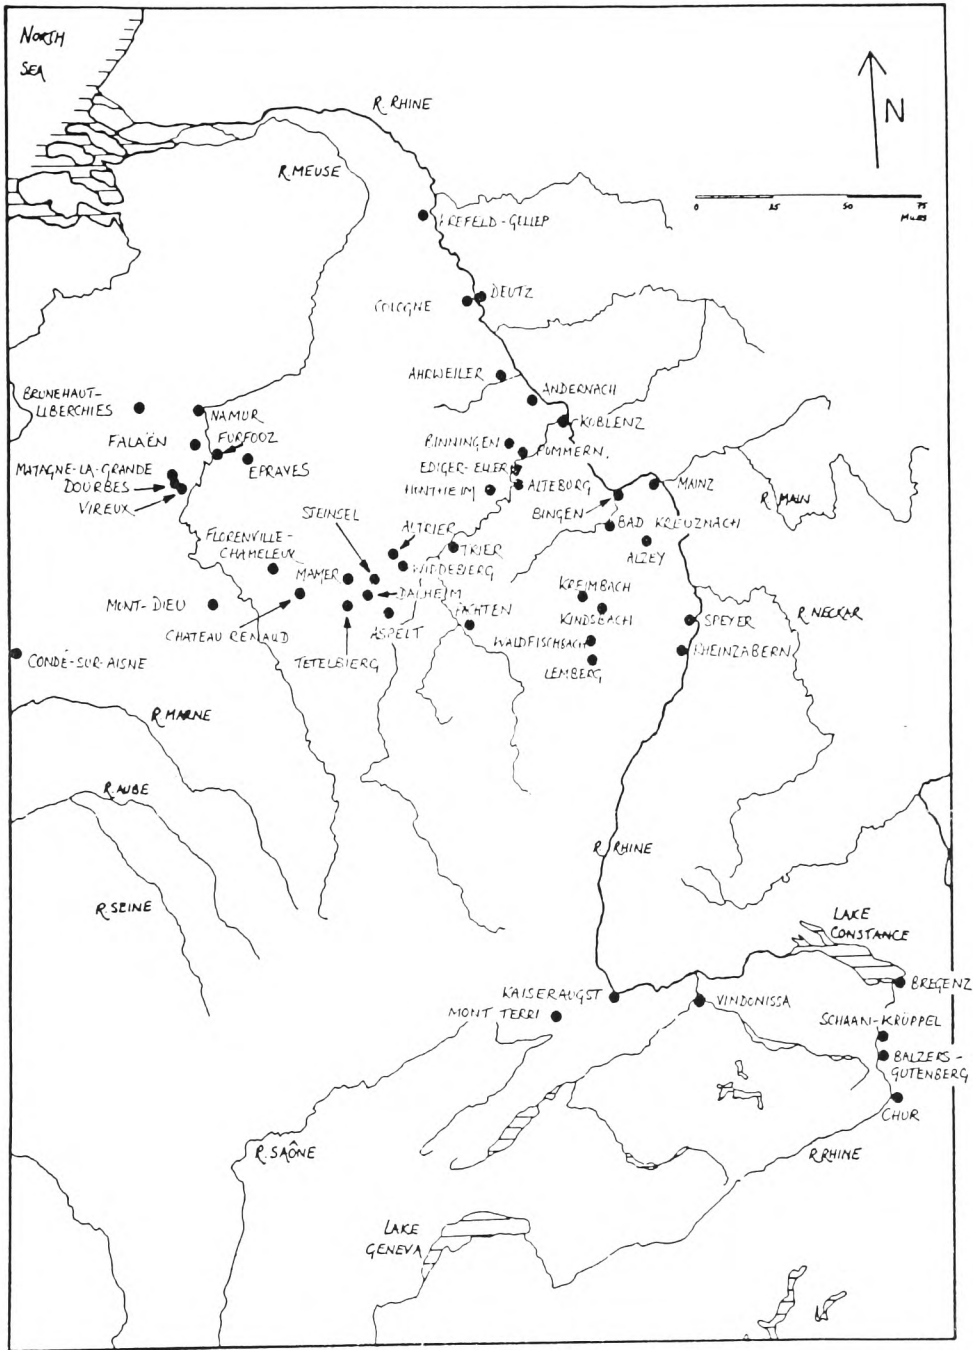 NORTH
SEA
R. RHINE
N
R. MEUSE
0 25 50 75
MILES
KREFELD-GELLEP
DEUTZ
COLOGNE
AHRWEILER
ANDERNACH
BRUNEHAUT-
LIBERCHIES
NAMUR
KOBLENZ
FALAËN
FURFOOZ
PINNINGEN
POMMERN.
EPRAVES
MATAGNE-LA-GRANDE
EDIGER-ELLER
DOURBES
ALTEBURG
MAINZ
HONTHEIM
R. MAIN
VIREUX
BINGEN
STEINSEL
BAD KREUZNACH
ALTRIER
FLORENVILLE-
CHAMELEUX
TRIER
ALZEY
WIDDEBIERG
MAMER
DALHEIM
KREIMBACH
MONT-DIEU
PACHTEN
KINDSBACH
SPEYER
R. NECKAR
CHATEAU RENAUD
ASPELT
WALDFISCHBACH
CONDÉ-SUR-AISNE
TETELBIERG
RHEINZABERN
LEMBERG
R. MARNE
R. AUBE
R. RHINE
R. SEINE
LAKE
CONSTANCE
BREGENZ
KAISERAUGST
VINDONISSA
MONT TERRI
SCHAAN-KRÜPPEL
BALZERS-
GUTENBERG
CHUR
R. SAÔNE
R. RHINE
LAKE
GENEVA